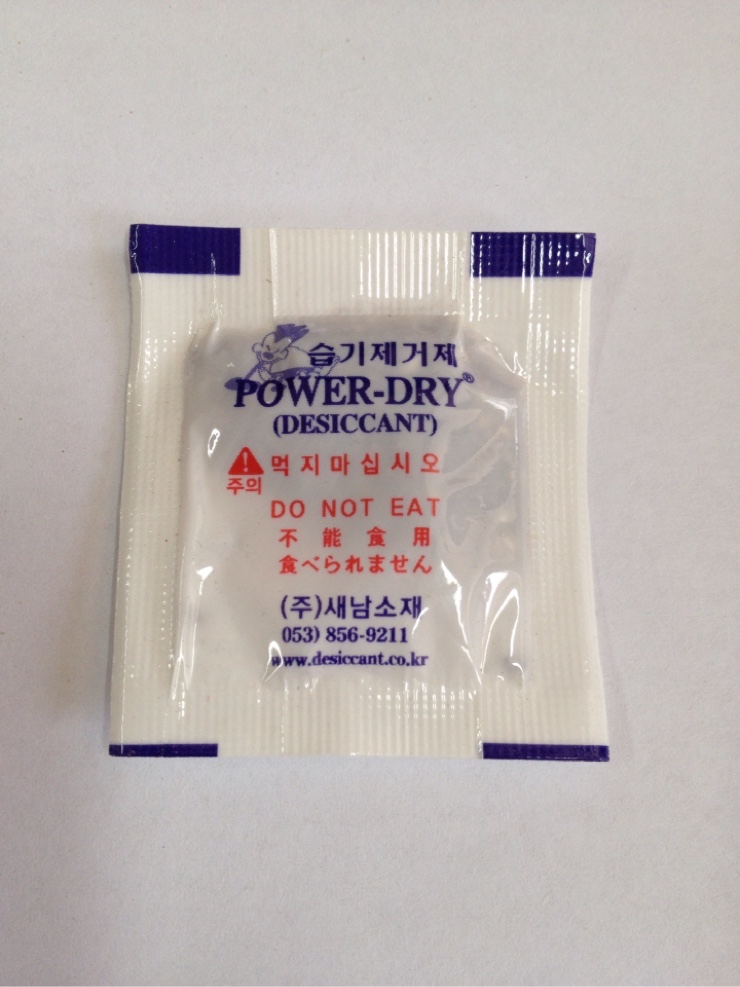 습기제거제
POWER-DRY®
(DESICCANT)
먹지마십시오
주의
DO NOT EAT
不能食用
食べられません
(주)새남소재
053) 856-9211
www.desiccant.co.kr